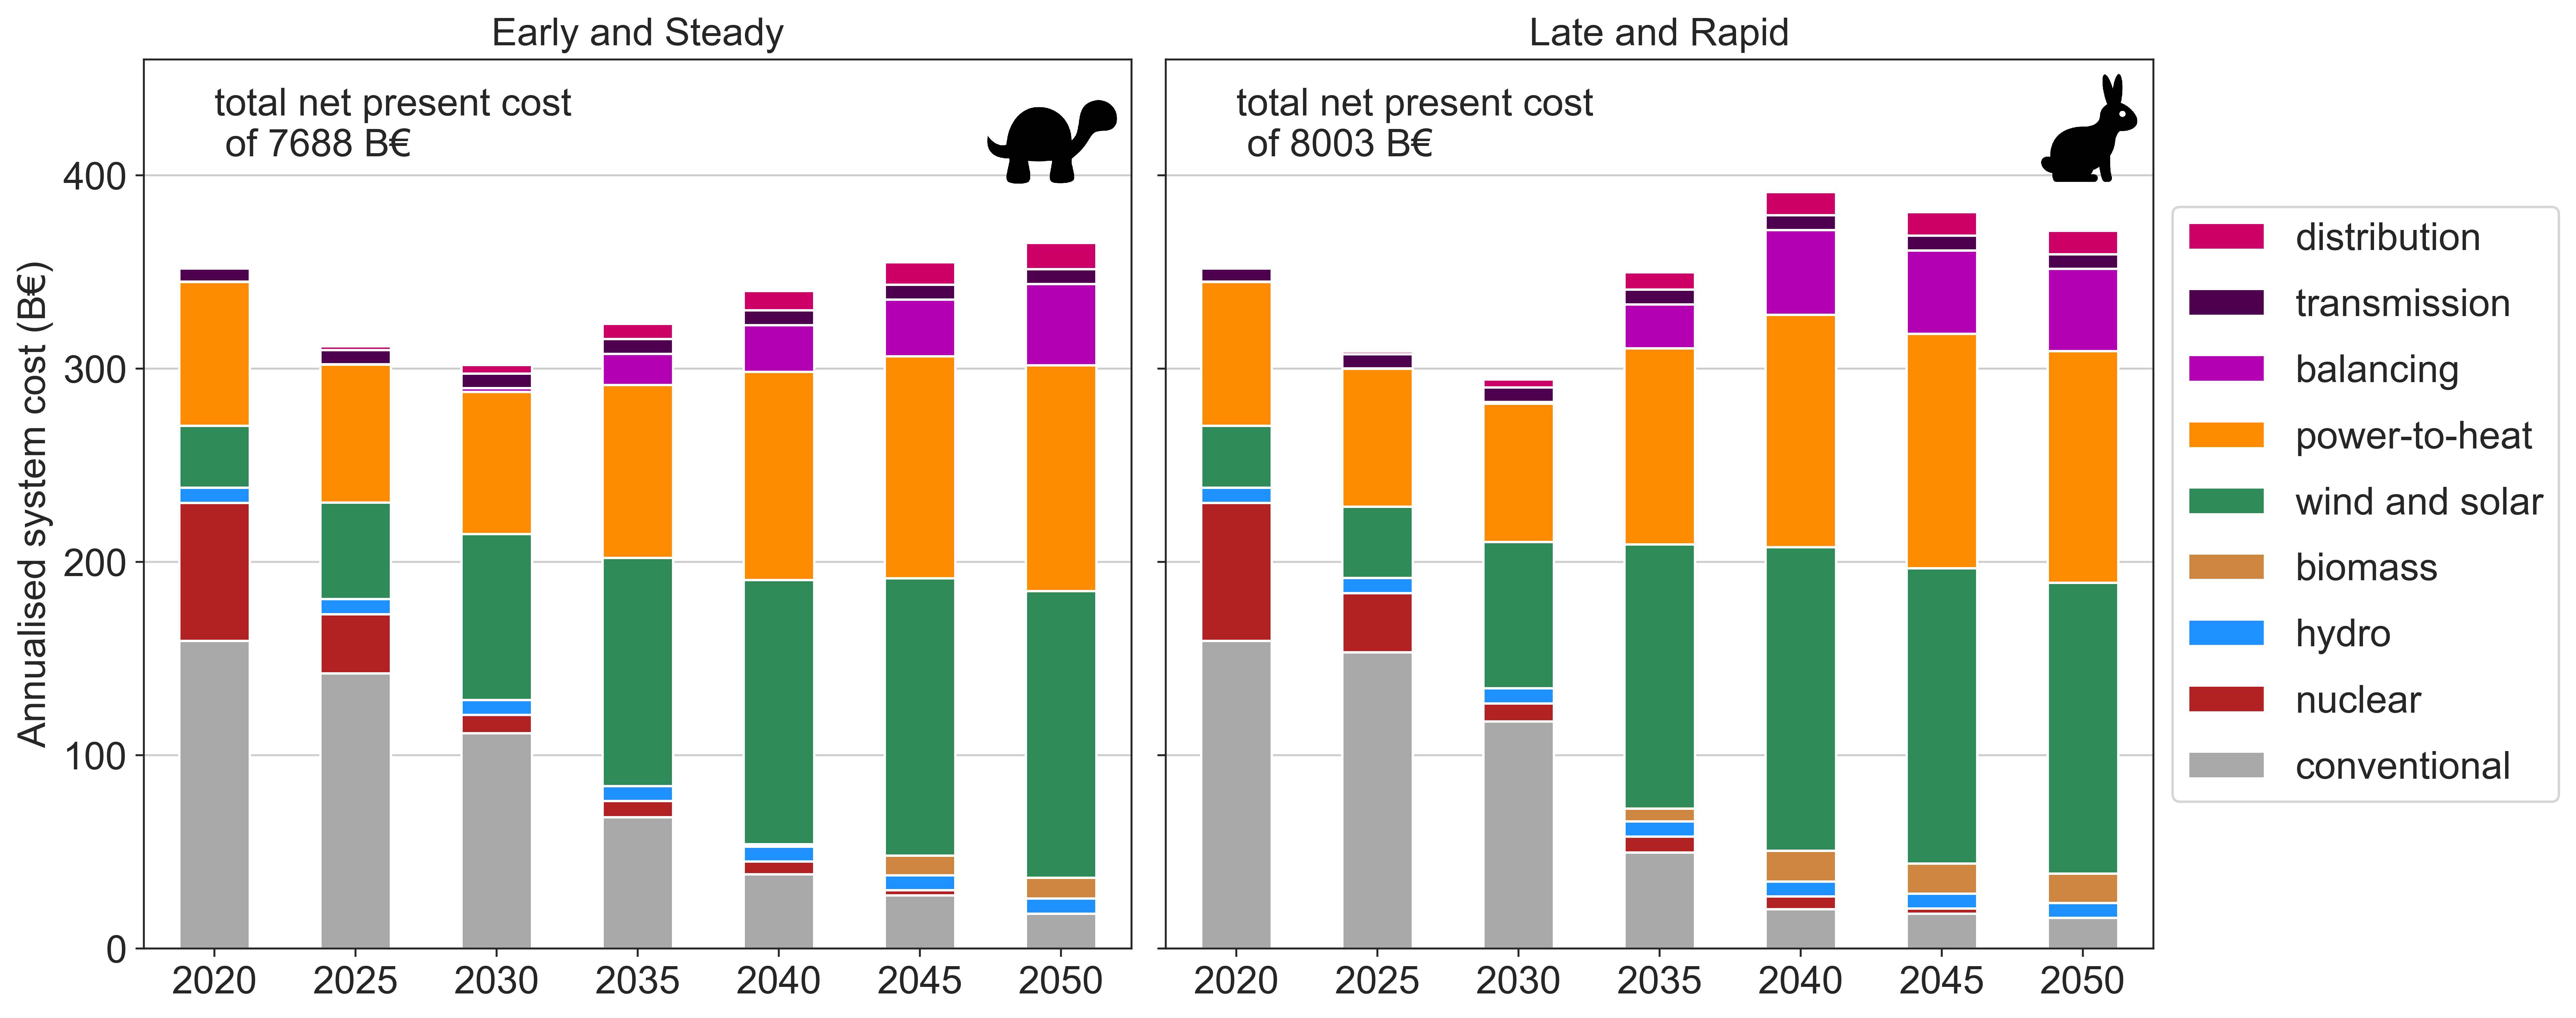 Early and Steady
Late and Rapid
total net present cost
of 7688 B€
total net present cost
of 8003 B€
Annualised system cost (B€)
400
300
200
100
0
2020 2025 2030 2035 2040 2045 2050
2020 2025 2030 2035 2040 2045 2050
distribution
transmission
balancing
power-to-heat
wind and solar
biomass
hydro
nuclear
conventional